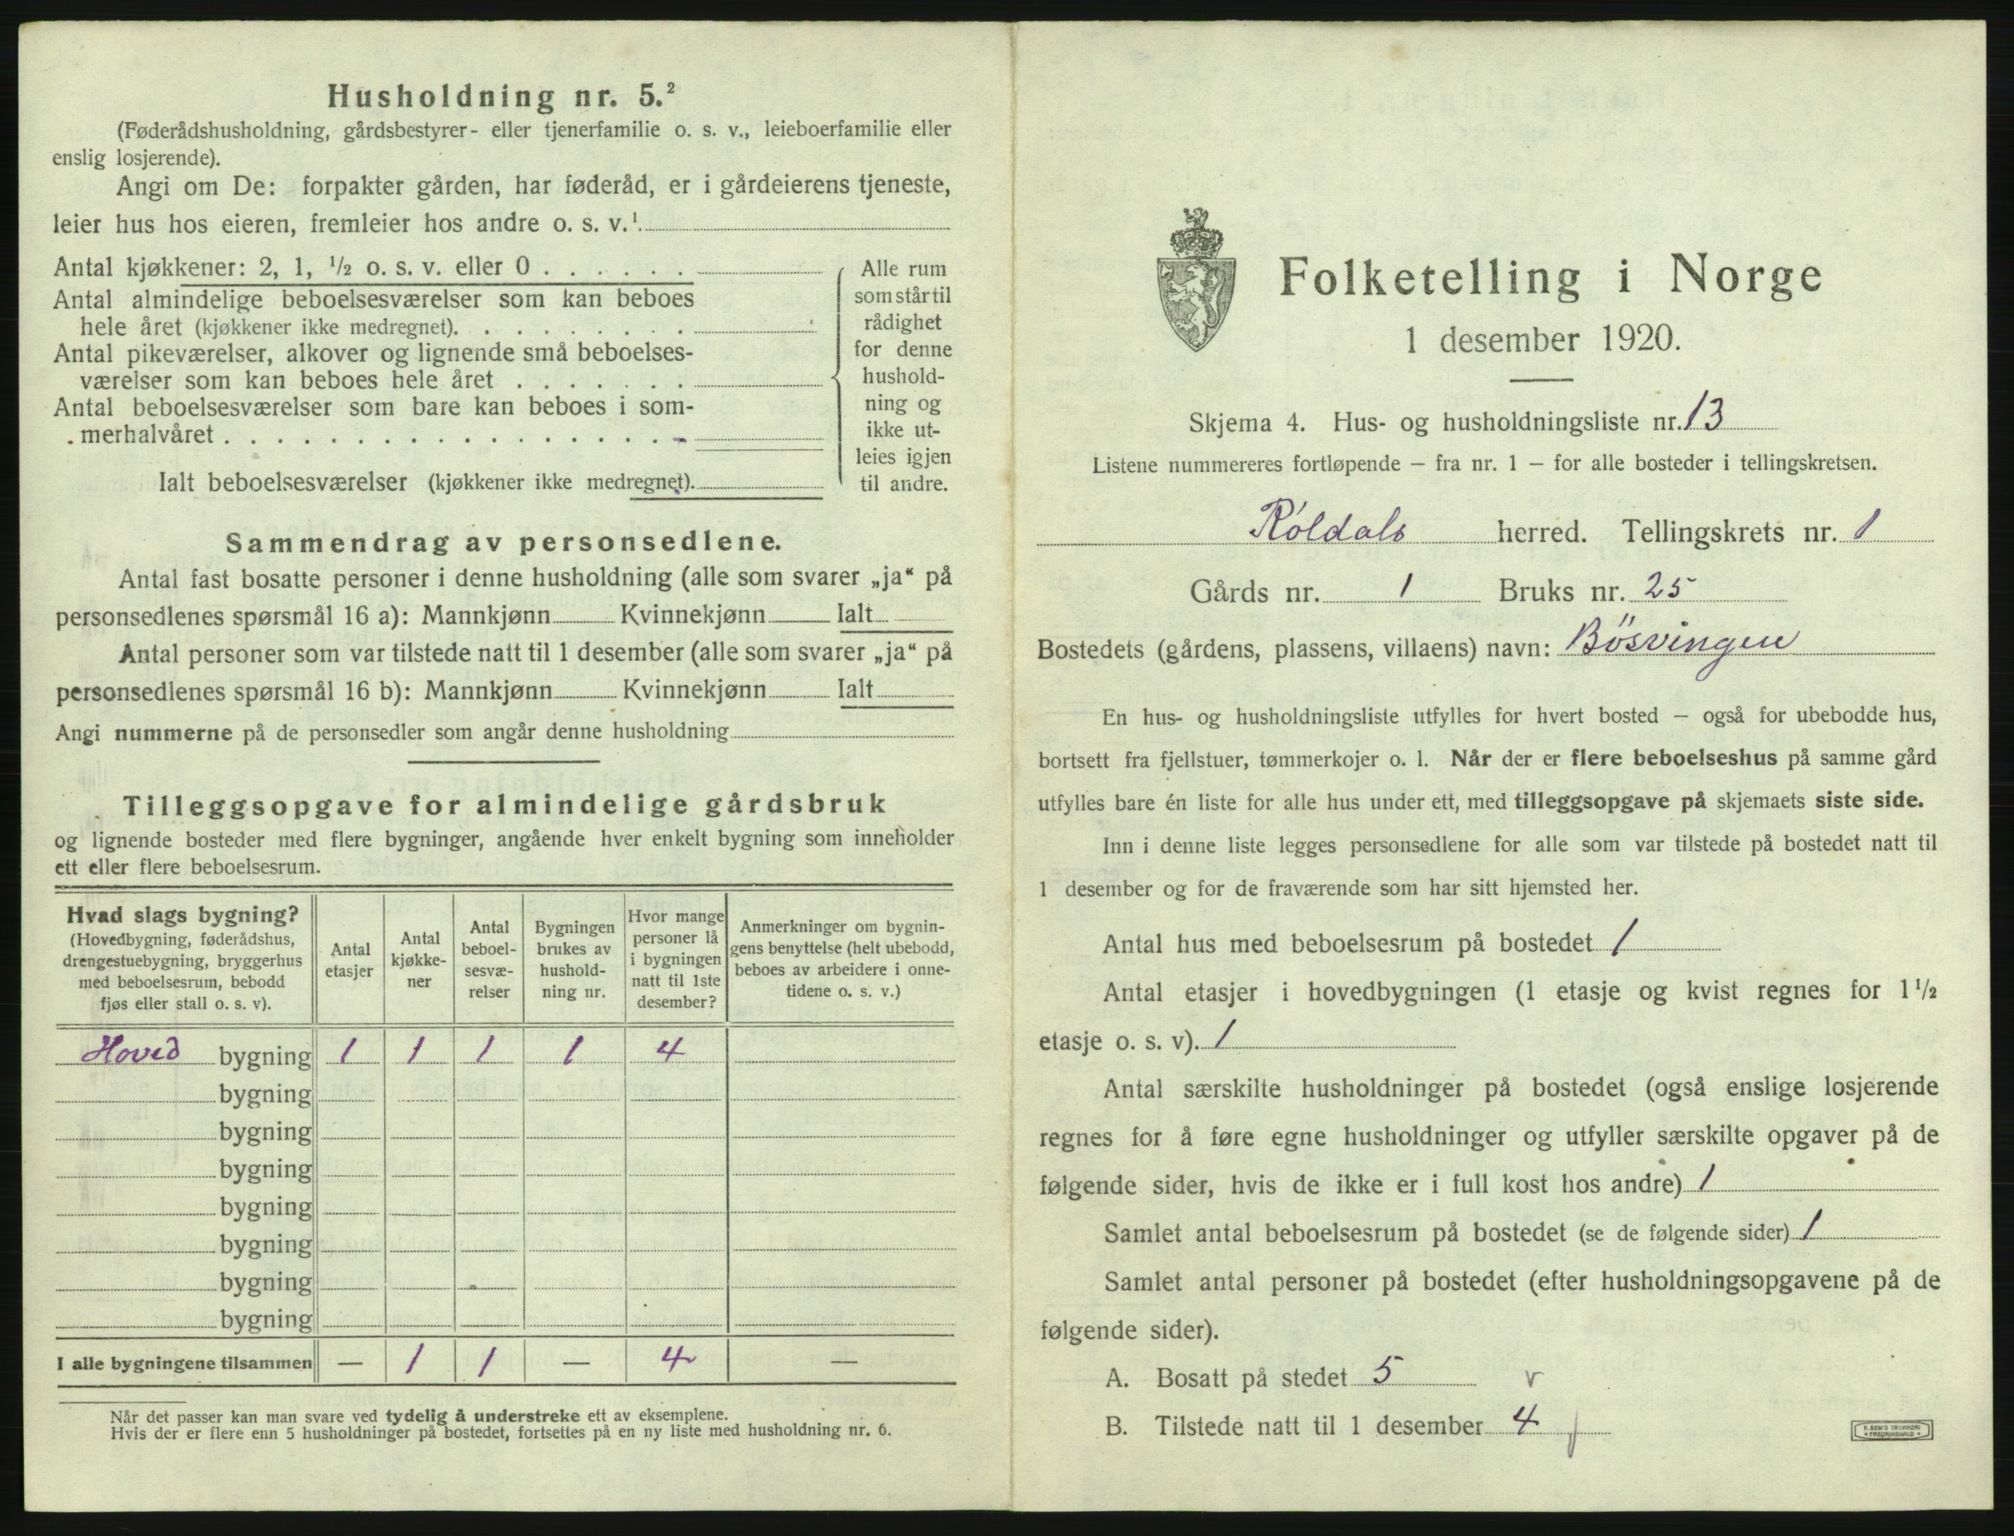 Husholdning nr. 5.²
(Føderådshusholdning, gårdsbestyrer- eller tjenerfamilie o. s. v., leieboerfamilie eller
enslig losjerende).
Angi om De: forpakter gården, har føderåd, er i gårdeierens tjeneste,
leier hus hos eieren, fremleier hos andre o. s. v.¹
Antal kjøkkener: 2, 1, ½ o. s. v. eller 0 . . . . . .
Antal almindelige beboelsesværelser som kan beboes
hele året (kjøkkener ikke medregnet). . . . . . . . .
Antal pikeværelser, alkover og lignende små beboelses-
værelser som kan beboes hele året . . . . . . .
Antal beboelsesværelser som bare kan beboes i som-
merhalvåret . . . . . . . . . . . . . . . . . .
Ialt beboelsesværelser (kjøkkener ikke medregnet).
Alle rum
som står til
rådighet
for denne
hushold-
ning og
ikke ut-
leies igjen
til andre.
Sammendrag av personsedlene.
Antal fast bosatte personer i denne husholdning (alle som svarer „ja“ på
personsedlenes spørsmål 16 a): Mannkjønn Kvinnekjønn Ialt
Antal personer som var tilstede natt til 1 desember (alle som svarer „ja“ på
personsedlenes spørsmål 16 b): Mannkjønn Kvinnekjønn Ialt
Angi nummerne på de personsedler som angår denne husholdning
Tilleggsopgave for almindelige gårdsbruk
og lignende bosteder med flere bygninger, angående hver enkelt bygning som inneholder
ett eller flere beboelsesrum.
Hvad slags bygning?
(Hovedbygning, føderådshus,
drengestuebygning, bryggerhus
med beboelsesrum, bebodd
fjøs eller stall o. s. v).
Antal
etasjer
Antal
kjøkke-
ner
Antal
beboel-
sesvæ-
relser
Bygningen
brukes av
hushold-
ning nr.
Hvor mange
personer lå
i bygningen
natt til 1ste
desember?
Anmerkninger om bygnin-
gens benyttelse (helt ubebodd,
beboes av arbeidere i onne-
tidene o. s. v.)
Hoved bygning 1 1 1 1 4
bygning
bygning
bygning
bygning
bygning
bygning
bygning
I alle bygningene tilsammen — 1 1 — 4 —
Når det passer kan man svare ved tydelig å understreke ett av eksemplene.
Hvis der er flere enn 5 husholdninger på bostedet, fortsettes på en ny liste med husholdning nr. 6.
Folketelling i Norge
1 desember 1920.
Skjema 4. Hus- og husholdningsliste nr. 13
Listene nummereres fortløpende – fra nr. 1 – for alle bosteder i tellingskretsen.
Röldals herred. Tellingskrets nr. 1
Gårds nr. 1 Bruks nr. 25
Bostedets (gårdens, plassens, villaens) navn: Bösvingen
En hus- og husholdningsliste utfylles for hvert bosted – også for ubebodde hus,
bortsett fra fjellstuer, tømmerkojer o. l. Når der er flere beboelseshus på samme gård
utfylles bare én liste for alle hus under ett, med tilleggsopgave på skjemaets siste side.
Inn i denne liste legges personsedlene for alle som var tilstede på bostedet natt til
1 desember og for de fraværende som har sitt hjemsted her.
Antal hus med beboelsesrum på bostedet 1
Antal etasjer i hovedbygningen (1 etasje og kvist regnes for 1½
etasje o. s. v). 1
Antal særskilte husholdninger på bostedet (også enslige losjerende
regnes for å føre egne husholdninger og utfyller særskilte opgaver på de
følgende sider, hvis de ikke er i full kost hos andre) 1
Samlet antal beboelsesrum på bostedet (se de følgende sider) 1
Samlet antal personer på bostedet (efter husholdningsopgavene på de
følgende sider).
A. Bosatt på stedet 5 v
B. Tilstede natt til 1 desember 4